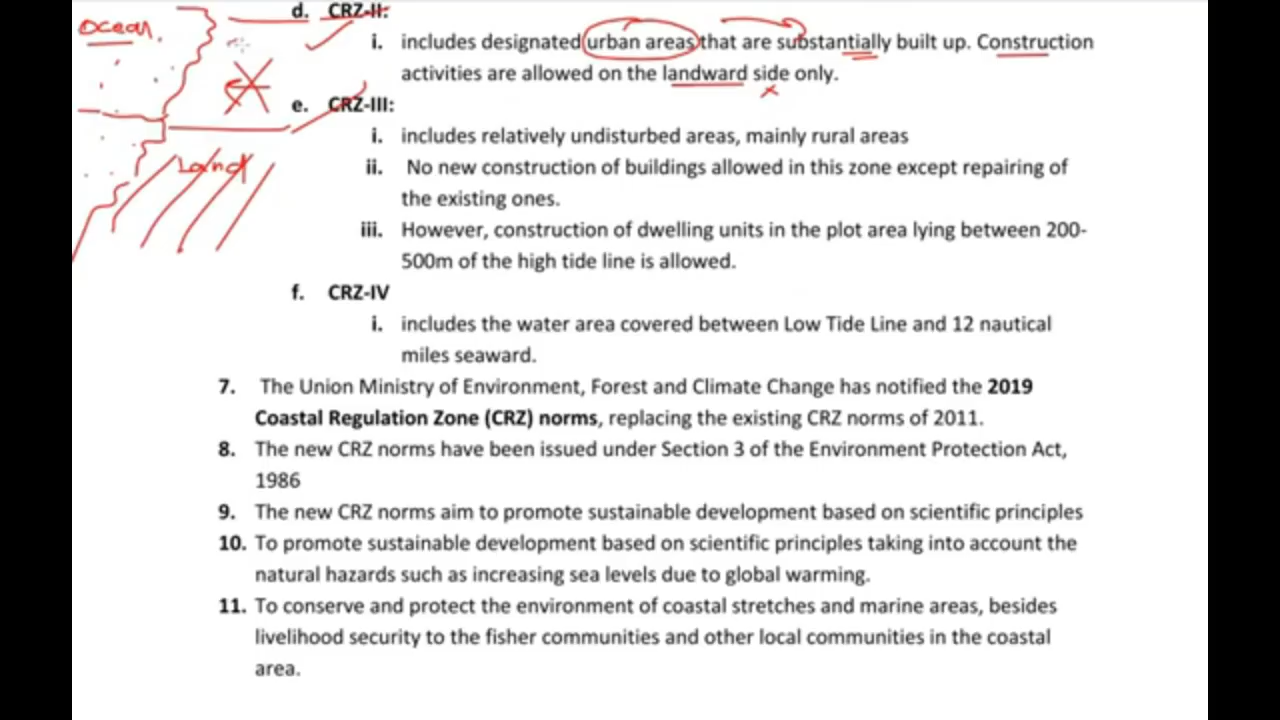 Ocean.
d. CRZ-II:
i. includes designated urban areas that are substantially built up. Construction
activities are allowed on the landward side only.
e. CRZ-III:
i. includes relatively undisturbed areas, mainly rural areas
Land
ii. No new construction of buildings allowed in this zone except repairing of
the existing ones.
iii. However, construction of dwelling units in the plot area lying between 200-
500m of the high tide line is allowed.
f. CRZ-IV
i. includes the water area covered between Low Tide Line and 12 nautical
miles seaward.
7. The Union Ministry of Environment, Forest and Climate Change has notified the 2019
Coastal Regulation Zone (CRZ) norms, replacing the existing CRZ norms of 2011.
8. The new CRZ norms have been issued under Section 3 of the Environment Protection Act,
1986
9. The new CRZ norms aim to promote sustainable development based on scientific principles
10. To promote sustainable development based on scientific principles taking into account the
natural hazards such as increasing sea levels due to global warming.
11. To conserve and protect the environment of coastal stretches and marine areas, besides
livelihood security to the fisher communities and other local communities in the coastal
area.